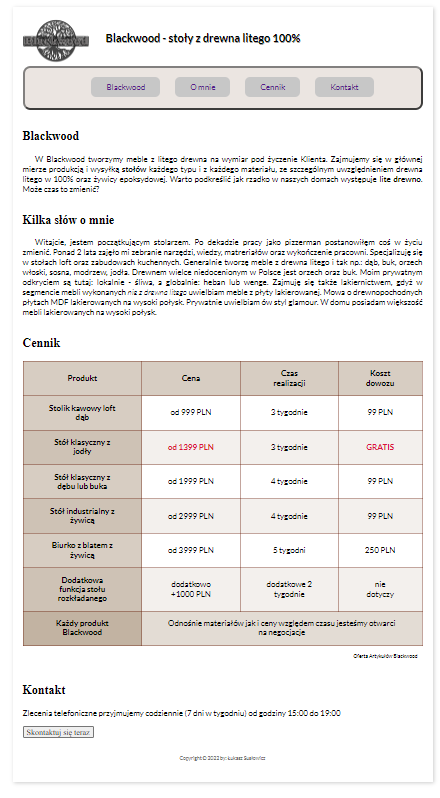 Blackwood - stoły z drewna litego 100%
Blackwood
O mnie
Cennik
Kontakt
Blackwood
W Blackwood tworzymy meble z litego drewna na wymiar pod życzenie Klienta. Zajmujemy się w głównej
mierze produkcją i wysyłką stołów każdego typu i z każdego materiału, ze szczególnym uwzględnieniem drewna
litego w 100% oraz żywicy epoksydowej. Warto podkreślić jak rzadko w naszych domach występuje lite drewno.
Może czas to zmienić?
Kilka słów o mnie
Witajcie, jestem początkującym stolarzem. Po dekadzie pracy jako pizzerman postanowiłem coś w życiu
zmienić. Ponad 2 lata zajęło mi zebranie narzędzi, wiedzy, matreriałów oraz wykończenie pracowni. Specjalizuję się
w stołach loft oraz zabudowach kuchennych. Generalnie tworzę meble z drewna litego i tak np.: dąb, buk, orzech
włoski, sosna, modrzew, jodła. Drewnem wielce niedocenionym w Polsce jest orzech oraz buk. Moim prywatnym
odkryciem są tutaj: lokalnie - śliwa, a globalnie: heban lub wenge. Zajmuję się także lakiernictwem, gdyż w
segmencie mebli wykonanych nie z drewna litego uwielbiam meble z płyty lakierowanej. Mowa o drewnopochodnych
płytach MDF lakierowanych na wysoki połysk. Prywatnie uwielbiam ów styl glamour. W domu posiadam większość
mebli lakierowanych na wysoki połysk.
Cennik
Produkt Cena Czas realizacji Koszt dowozu
Stolik kawowy loft dąb od 999 PLN 3 tygodnie 99 PLN
Stół klasyczny z jodły od 1399 PLN 3 tygodnie GRATIS
Stół klasyczny z dębu lub buka od 1999 PLN 4 tygodnie 99 PLN
Stół industrialny z żywicą od 2999 PLN 4 tygodnie 99 PLN
Biurko z blatem z żywicą od 3999 PLN 5 tygodni 250 PLN
Dodatkowa funkcja stołu rozkładanego dodatkowo +1000 PLN dodatkowe 2 tygodnie nie dotyczy
Każdy produkt Blackwood Odnośnie materiałów jak i ceny względem czasu jesteśmy otwarci na negocjacje
Oferta Artykułów Blackwood
Kontakt
Zlecenia telefoniczne przyjmujemy codziennie (7 dni w tygodniu) od godziny 15:00 do 19:00
Skontaktuj się teraz
Copyright © 2022 by: Łukasz Susłowicz